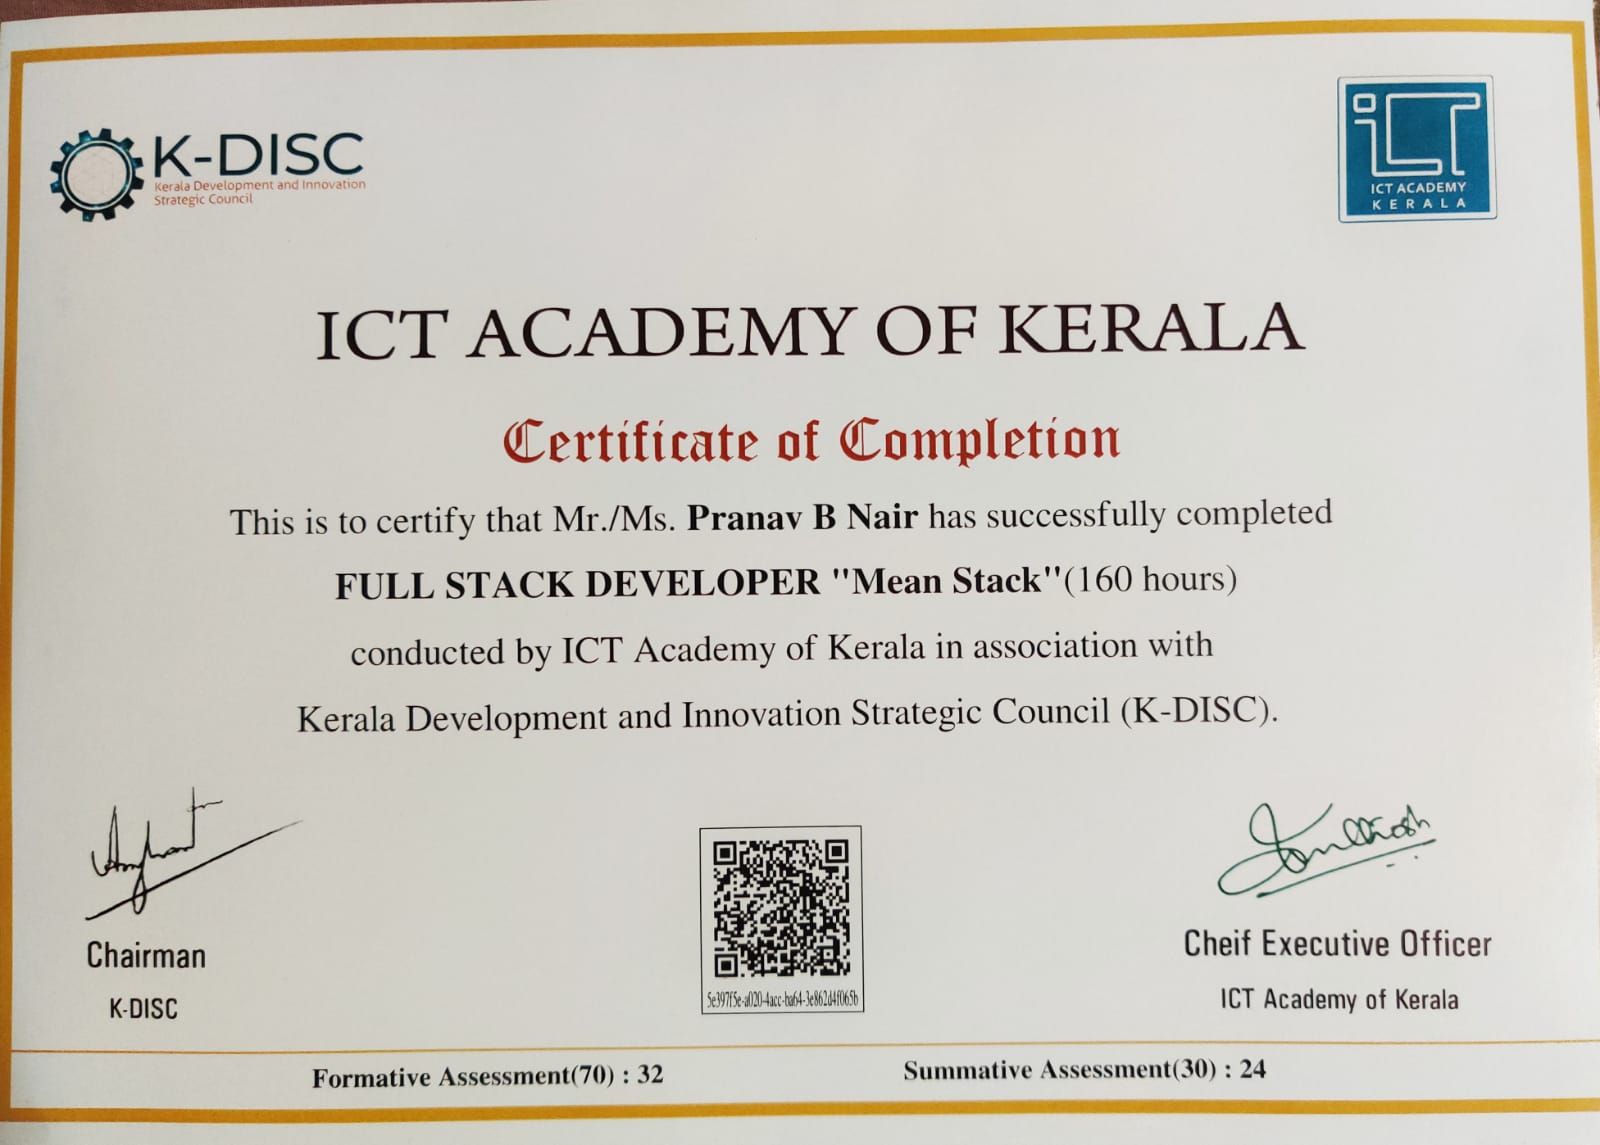 K-DISC
Kerala Development and Innovation
Strategic Council
iCT
ICT ACADEMY
KERALA
ICT ACADEMY OF KERALA
Certificate of Completion
This is to certify that Mr./Ms. Pranav B Nair has successfully completed
FULL STACK DEVELOPER "Mean Stack"(160 hours)
conducted by ICT Academy of Kerala in association with
Kerala Development and Innovation Strategic Council (K-DISC).
Chairman
K-DISC
5e397f5e-a020-4acc-ba64-3e862d4f065b
Cheif Executive Officer
ICT Academy of Kerala
Formative Assessment(70) : 32
Summative Assessment(30) : 24